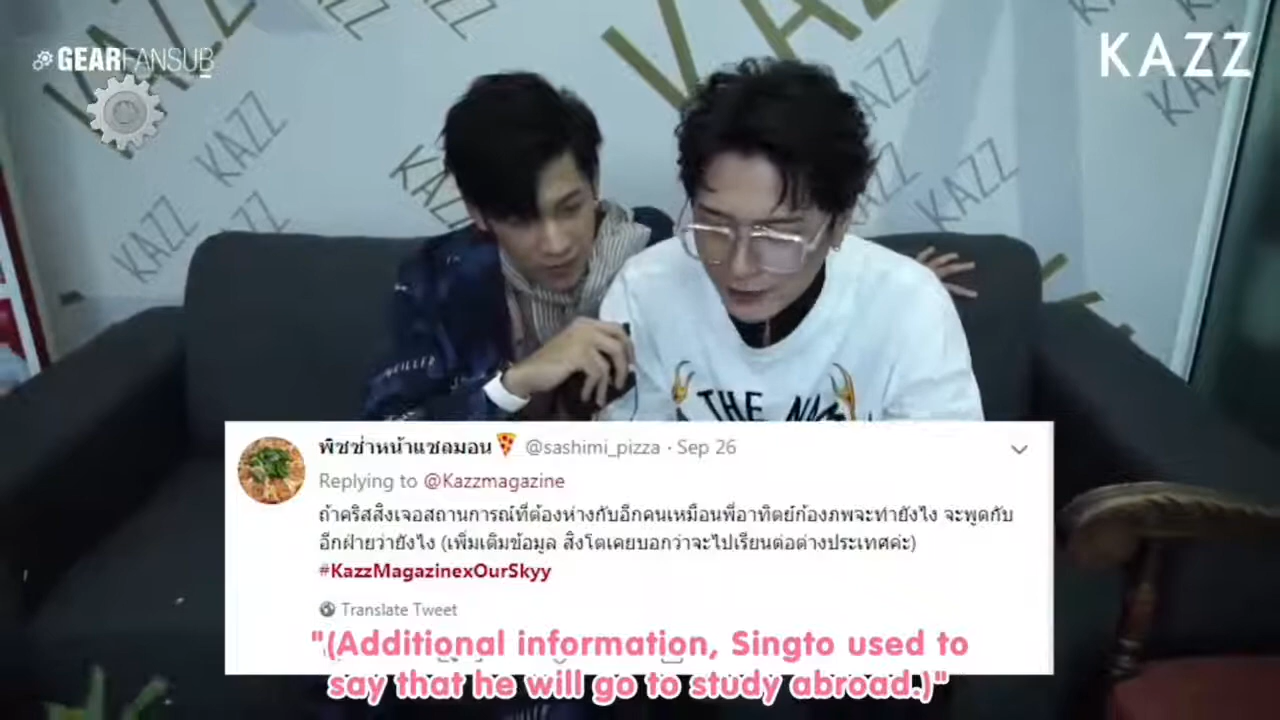 GEARFANSUB
KAZZ
KAZZ
KAZZ
KAZZ
KAZZ
THE
พิซซ่าหน้าแซลมอน🍕 @sashimi_pizza · Sep 26
Replying to @Kazzmagazine
ถ้าคริสสิงเจอสถานการณ์ที่ต้องห่างกับอีกคนเหมือนพี่อาทิตย์ก้องภพจะทำยังไง จะพูดกับ
อีกฝ่ายว่ายังไง (เพิ่มเติมข้อมูล สิงโตเคยบอกว่าจะไปเรียนต่อต่างประเทศค่ะ)
#KazzMagazinexOurSkyy
Translate Tweet
"(Additional information, Singto used to
say that he will go to study abroad.)"